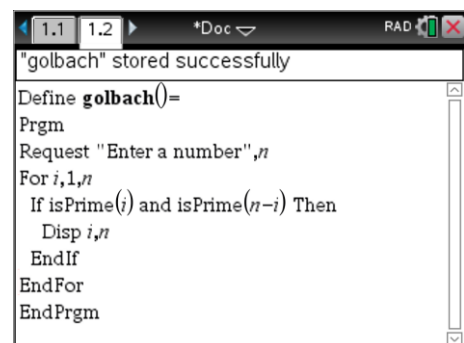 1.1 1.2 *Doc RAD
"golbach" stored successfully
Define golbach()=
Prgm
Request "Enter a number",n
For i,1,n
If isPrime(i) and isPrime(n−i) Then
Disp i,n
EndIf
EndFor
EndPrgm